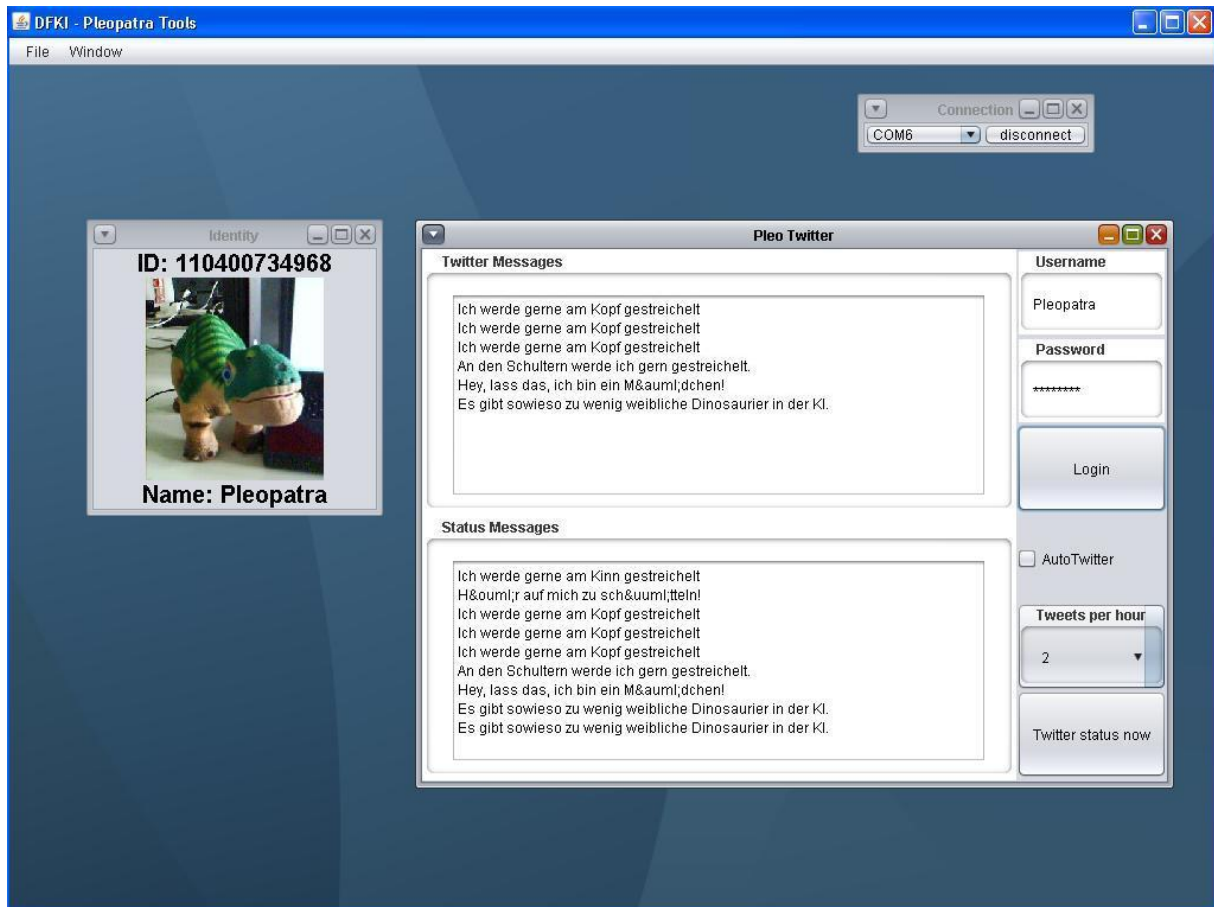 DFKI - Pleopatra Tools
File Window
Connection
COM6 disconnect
Identity
ID: 110400734968
Name: Pleopatra
Pleo Twitter
Twitter Messages
Ich werde gerne am Kopf gestreichelt
Ich werde gerne am Kopf gestreichelt
Ich werde gerne am Kopf gestreichelt
An den Schultern werde ich gern gestreichelt.
Hey, lass das, ich bin ein M&auml;dchen!
Es gibt sowieso zu wenig weibliche Dinosaurier in der KI.
Status Messages
Ich werde gerne am Kinn gestreichelt
H&ouml;r auf mich zu sch&uuml;tteln!
Ich werde gerne am Kopf gestreichelt
Ich werde gerne am Kopf gestreichelt
Ich werde gerne am Kopf gestreichelt
An den Schultern werde ich gern gestreichelt.
Hey, lass das, ich bin ein M&auml;dchen!
Es gibt sowieso zu wenig weibliche Dinosaurier in der KI.
Es gibt sowieso zu wenig weibliche Dinosaurier in der KI.
Username
Pleopatra
Password
********
Login
AutoTwitter
Tweets per hour
2
Twitter status now